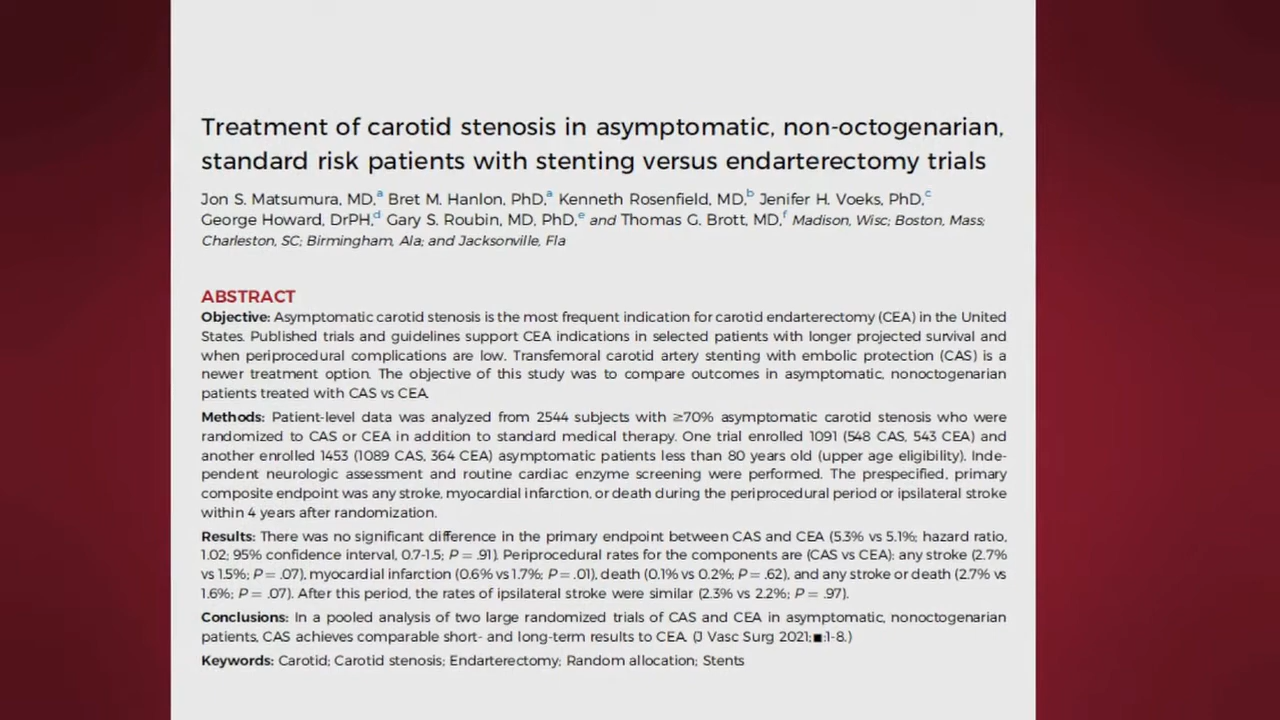 Treatment of carotid stenosis in asymptomatic, non-octogenarian,
standard risk patients with stenting versus endarterectomy trials
Jon S. Matsumura, MD,a Bret M. Hanlon, PhD,a Kenneth Rosenfield, MD,b Jenifer H. Voeks, PhD,c
George Howard, DrPH,d Gary S. Roubin, MD, PhD,e and Thomas G. Brott, MD,f Madison, Wisc; Boston, Mass;
Charleston, SC; Birmingham, Ala; and Jacksonville, Fla
ABSTRACT
Objective: Asymptomatic carotid stenosis is the most frequent indication for carotid endarterectomy (CEA) in the United
States. Published trials and guidelines support CEA indications in selected patients with longer projected survival and
when periprocedural complications are low. Transfemoral carotid artery stenting with embolic protection (CAS) is a
newer treatment option. The objective of this study was to compare outcomes in asymptomatic, nonoctogenarian
patients treated with CAS vs CEA.
Methods: Patient-level data was analyzed from 2544 subjects with ≥70% asymptomatic carotid stenosis who were
randomized to CAS or CEA in addition to standard medical therapy. One trial enrolled 1091 (548 CAS, 543 CEA) and
another enrolled 1453 (1089 CAS, 364 CEA) asymptomatic patients less than 80 years old (upper age eligibility). Inde-
pendent neurologic assessment and routine cardiac enzyme screening were performed. The prespecified, primary
composite endpoint was any stroke, myocardial infarction, or death during the periprocedural period or ipsilateral stroke
within 4 years after randomization.
Results: There was no significant difference in the primary endpoint between CAS and CEA (5.3% vs 5.1%; hazard ratio,
1.02; 95% confidence interval, 0.7-1.5; P = .91). Periprocedural rates for the components are (CAS vs CEA): any stroke (2.7%
vs 1.5%; P = .07), myocardial infarction (0.6% vs 1.7%; P = .01), death (0.1% vs 0.2%; P = .62), and any stroke or death (2.7% vs
1.6%; P = .07). After this period, the rates of ipsilateral stroke were similar (2.3% vs 2.2%; P = .97).
Conclusions: In a pooled analysis of two large randomized trials of CAS and CEA in asymptomatic, nonoctogenarian
patients, CAS achieves comparable short- and long-term results to CEA. (J Vasc Surg 2021;■:1-8.)
Keywords: Carotid; Carotid stenosis; Endarterectomy; Random allocation; Stents